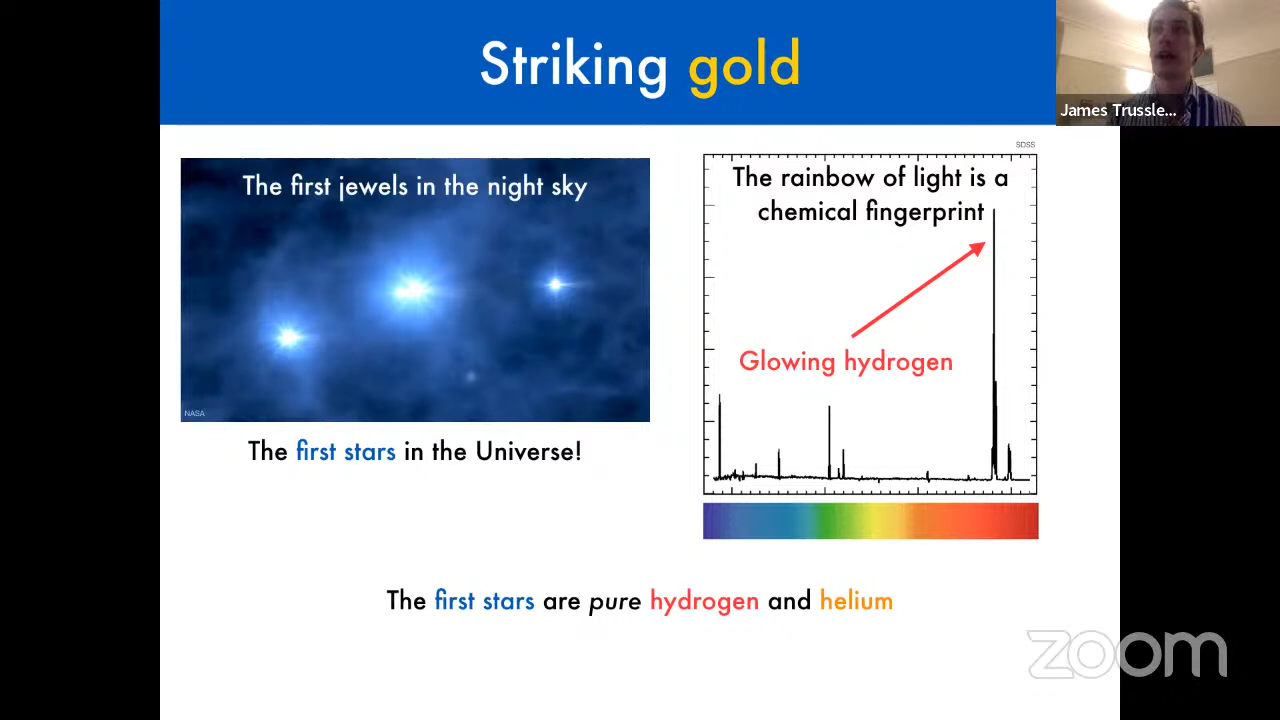 Striking gold
James Trussle...
The first jewels in the night sky
NASA
The first stars in the Universe!
SDSS
The rainbow of light is a
chemical fingerprint
Glowing hydrogen
The first stars are pure hydrogen and helium
zoom